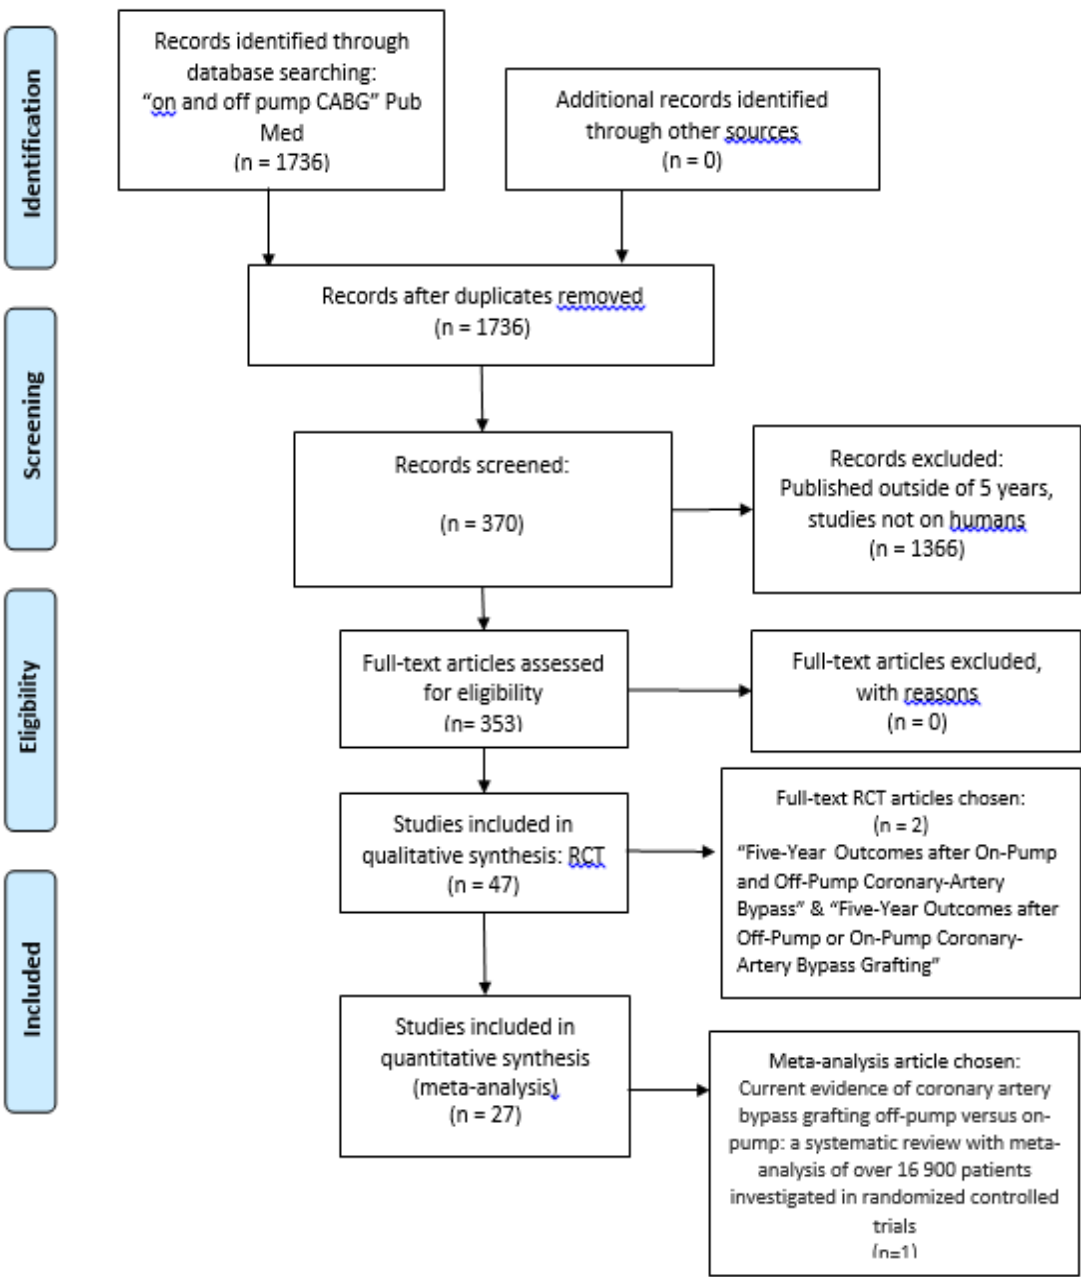 Identification
Records identified through
database searching:
“on and off pump CABG” Pub
Med
(n = 1736)
Additional records identified
through other sources
(n = 0)
Records after duplicates removed
(n = 1736)
Screening
Records screened:
(n = 370)
Records excluded:
Published outside of 5 years,
studies not on humans
(n = 1366)
Eligibility
Full-text articles assessed
for eligibility
(n= 353)
Full-text articles excluded,
with reasons
(n = 0)
Studies included in
qualitative synthesis: RCT
(n = 47)
Full-text RCT articles chosen:
(n = 2)
“Five-Year Outcomes after On-Pump
and Off-Pump Coronary-Artery
Bypass” & “Five-Year Outcomes after
Off-Pump or On-Pump Coronary-
Artery Bypass Grafting”
Included
Studies included in
quantitative synthesis
(meta-analysis)
(n = 27)
Meta-analysis article chosen:
Current evidence of coronary artery
bypass grafting off-pump versus on-
pump: a systematic review with meta-
analysis of over 16 900 patients
investigated in randomized controlled
trials
(n=1)